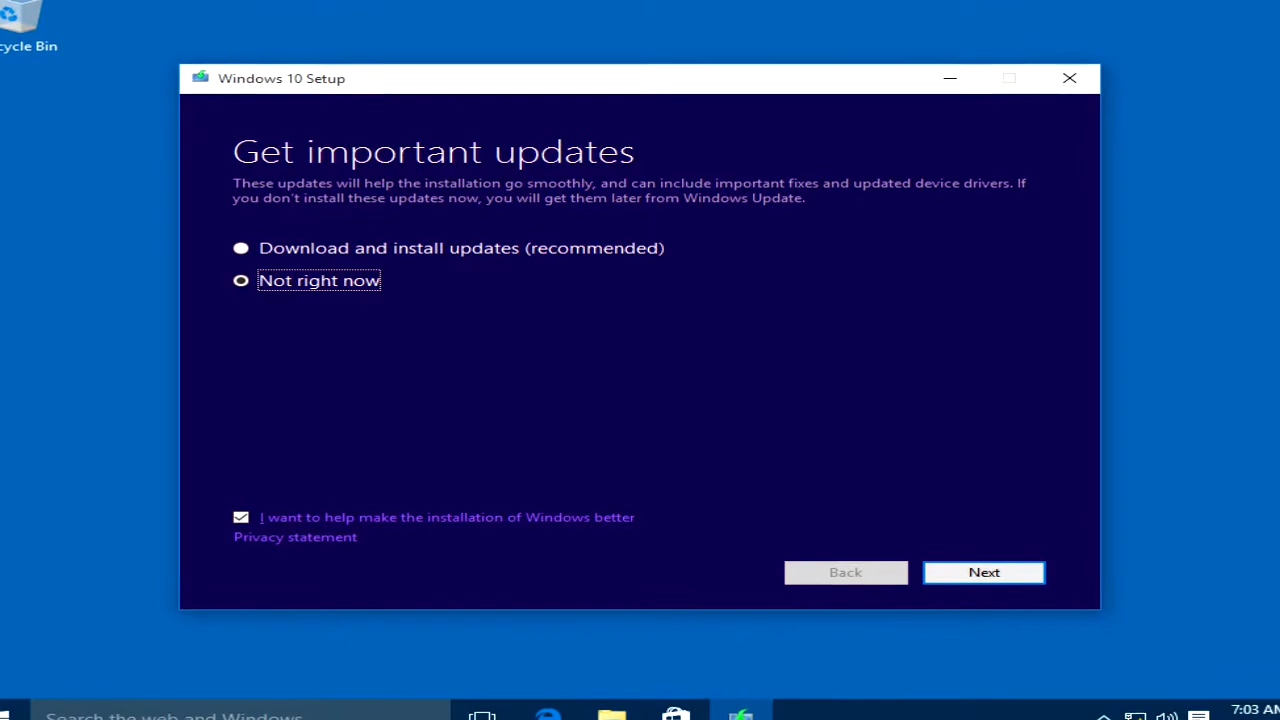 cycle Bin
Windows 10 Setup
Get important updates
These updates will help the installation go smoothly, and can include important fixes and updated device drivers. If
you don't install these updates now, you will get them later from Windows Update.
Download and install updates (recommended)
Not right now
I want to help make the installation of Windows better
Privacy statement
Back
Next
Search the web and Windows
7:03 AM